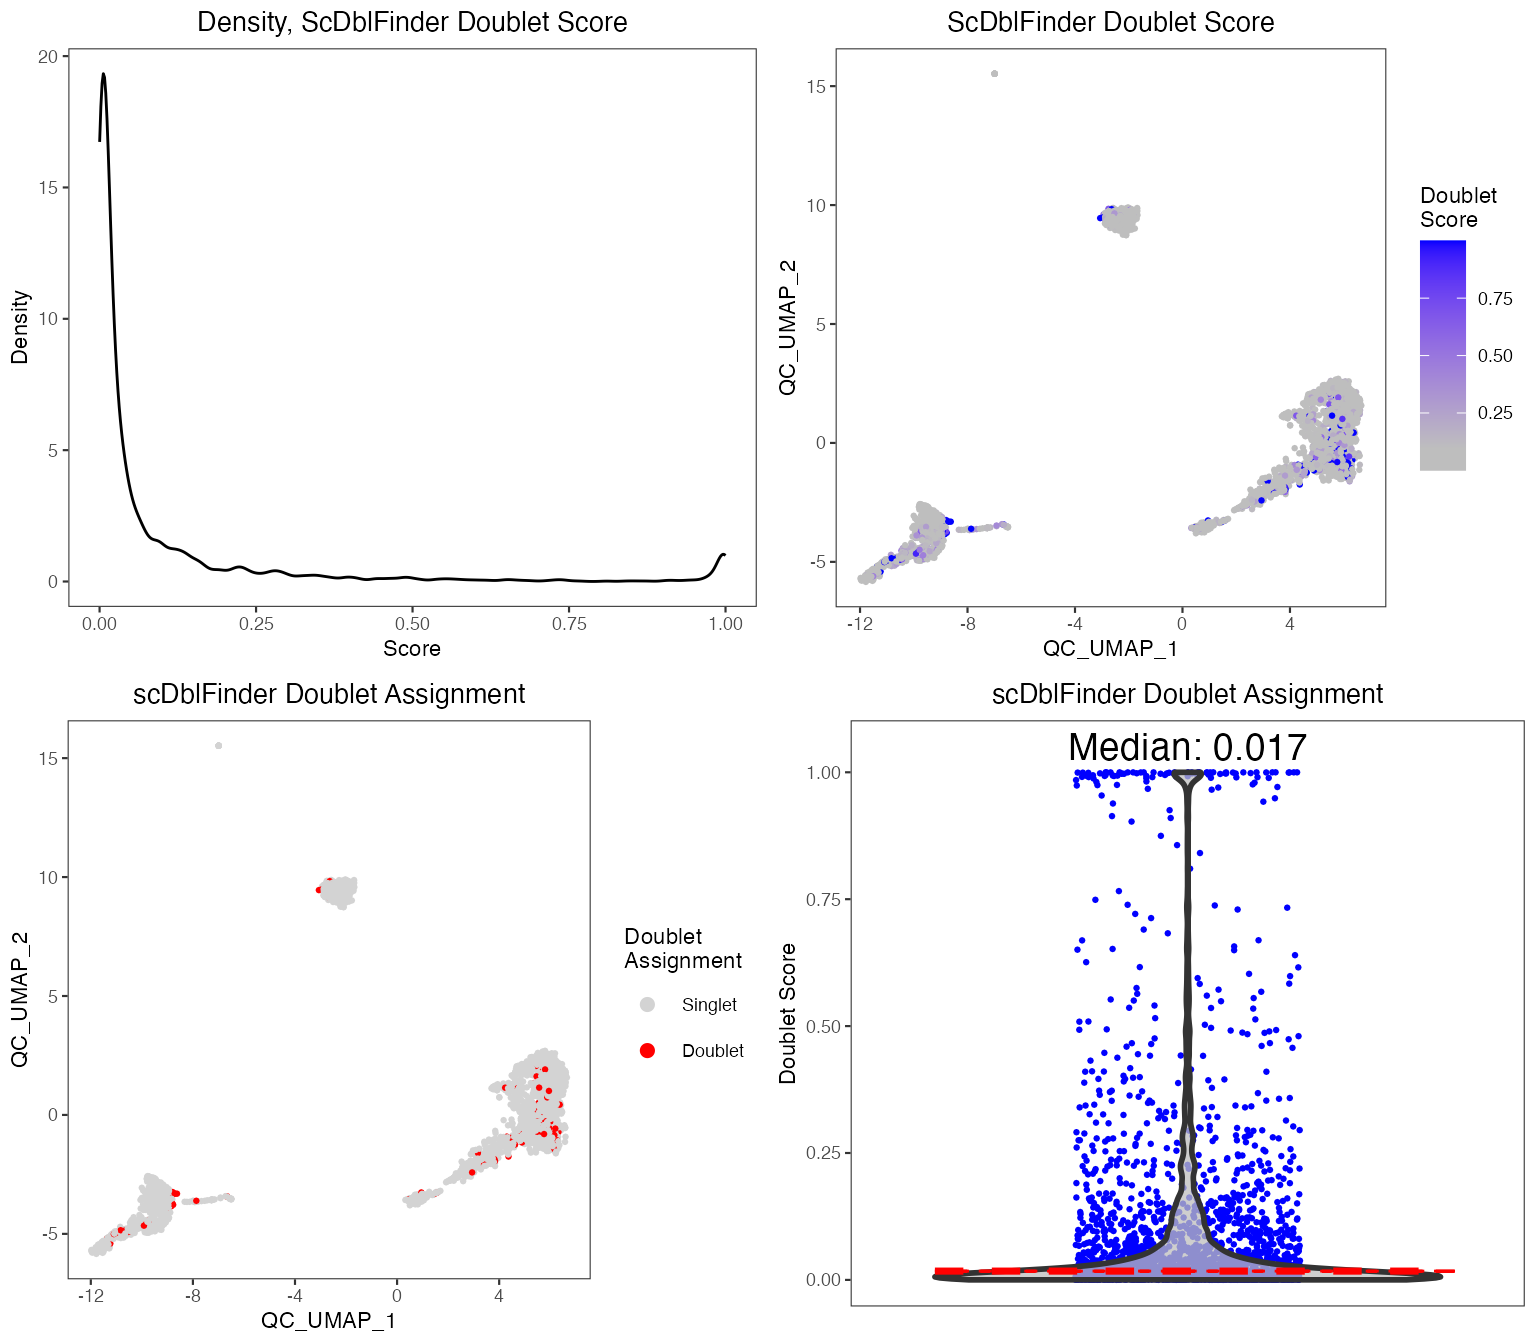 Density, ScDblFinder Doublet Score
20
15
10
5
0
Density
0.00 0.25 0.50 0.75 1.00
Score
ScDblFinder Doublet Score
15
10
5
0
-5
QC_UMAP_2
-12 -8 -4 0 4
QC_UMAP_1
Doublet
Score
0.75
0.50
0.25
scDblFinder Doublet Assignment
15
10
5
0
-5
QC_UMAP_2
-12 -8 -4 0 4
QC_UMAP_1
Doublet
Assignment
Singlet
Doublet
scDblFinder Doublet Assignment
Median: 0.017
1.00
0.75
0.50
0.25
0.00
Doublet Score